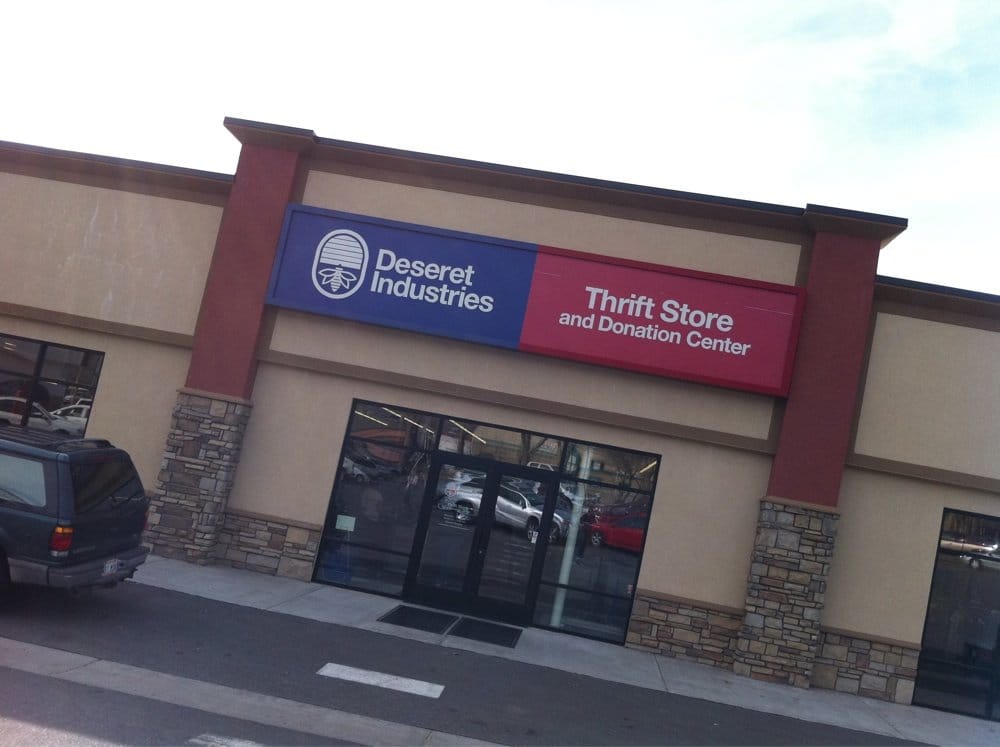 Deseret
Industries
Thrift Store
and Donation Center